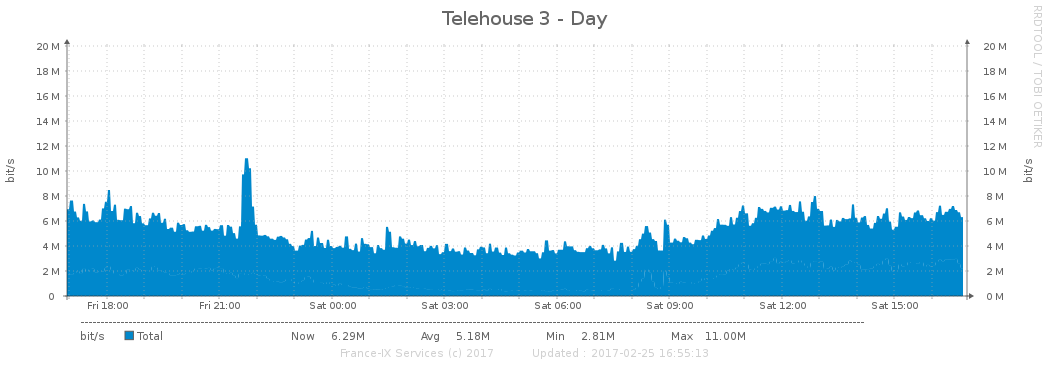 Telehouse 3 - Day
RRDTOOL / TOBI OETIKER
bit/s
bit/s
20 M 20 M
18 M 18 M
16 M 16 M
14 M 14 M
12 M 12 M
10 M 10 M
8 M 8 M
6 M 6 M
4 M 4 M
2 M 2 M
0 0 M
Fri 18:00 Fri 21:00 Sat 00:00 Sat 03:00 Sat 06:00 Sat 09:00 Sat 12:00 Sat 15:00
bit/s Total Now 6.29M Avg 5.18M Min 2.81M Max 11.00M
France-IX Services (c) 2017 Updated : 2017-02-25 16:55:13